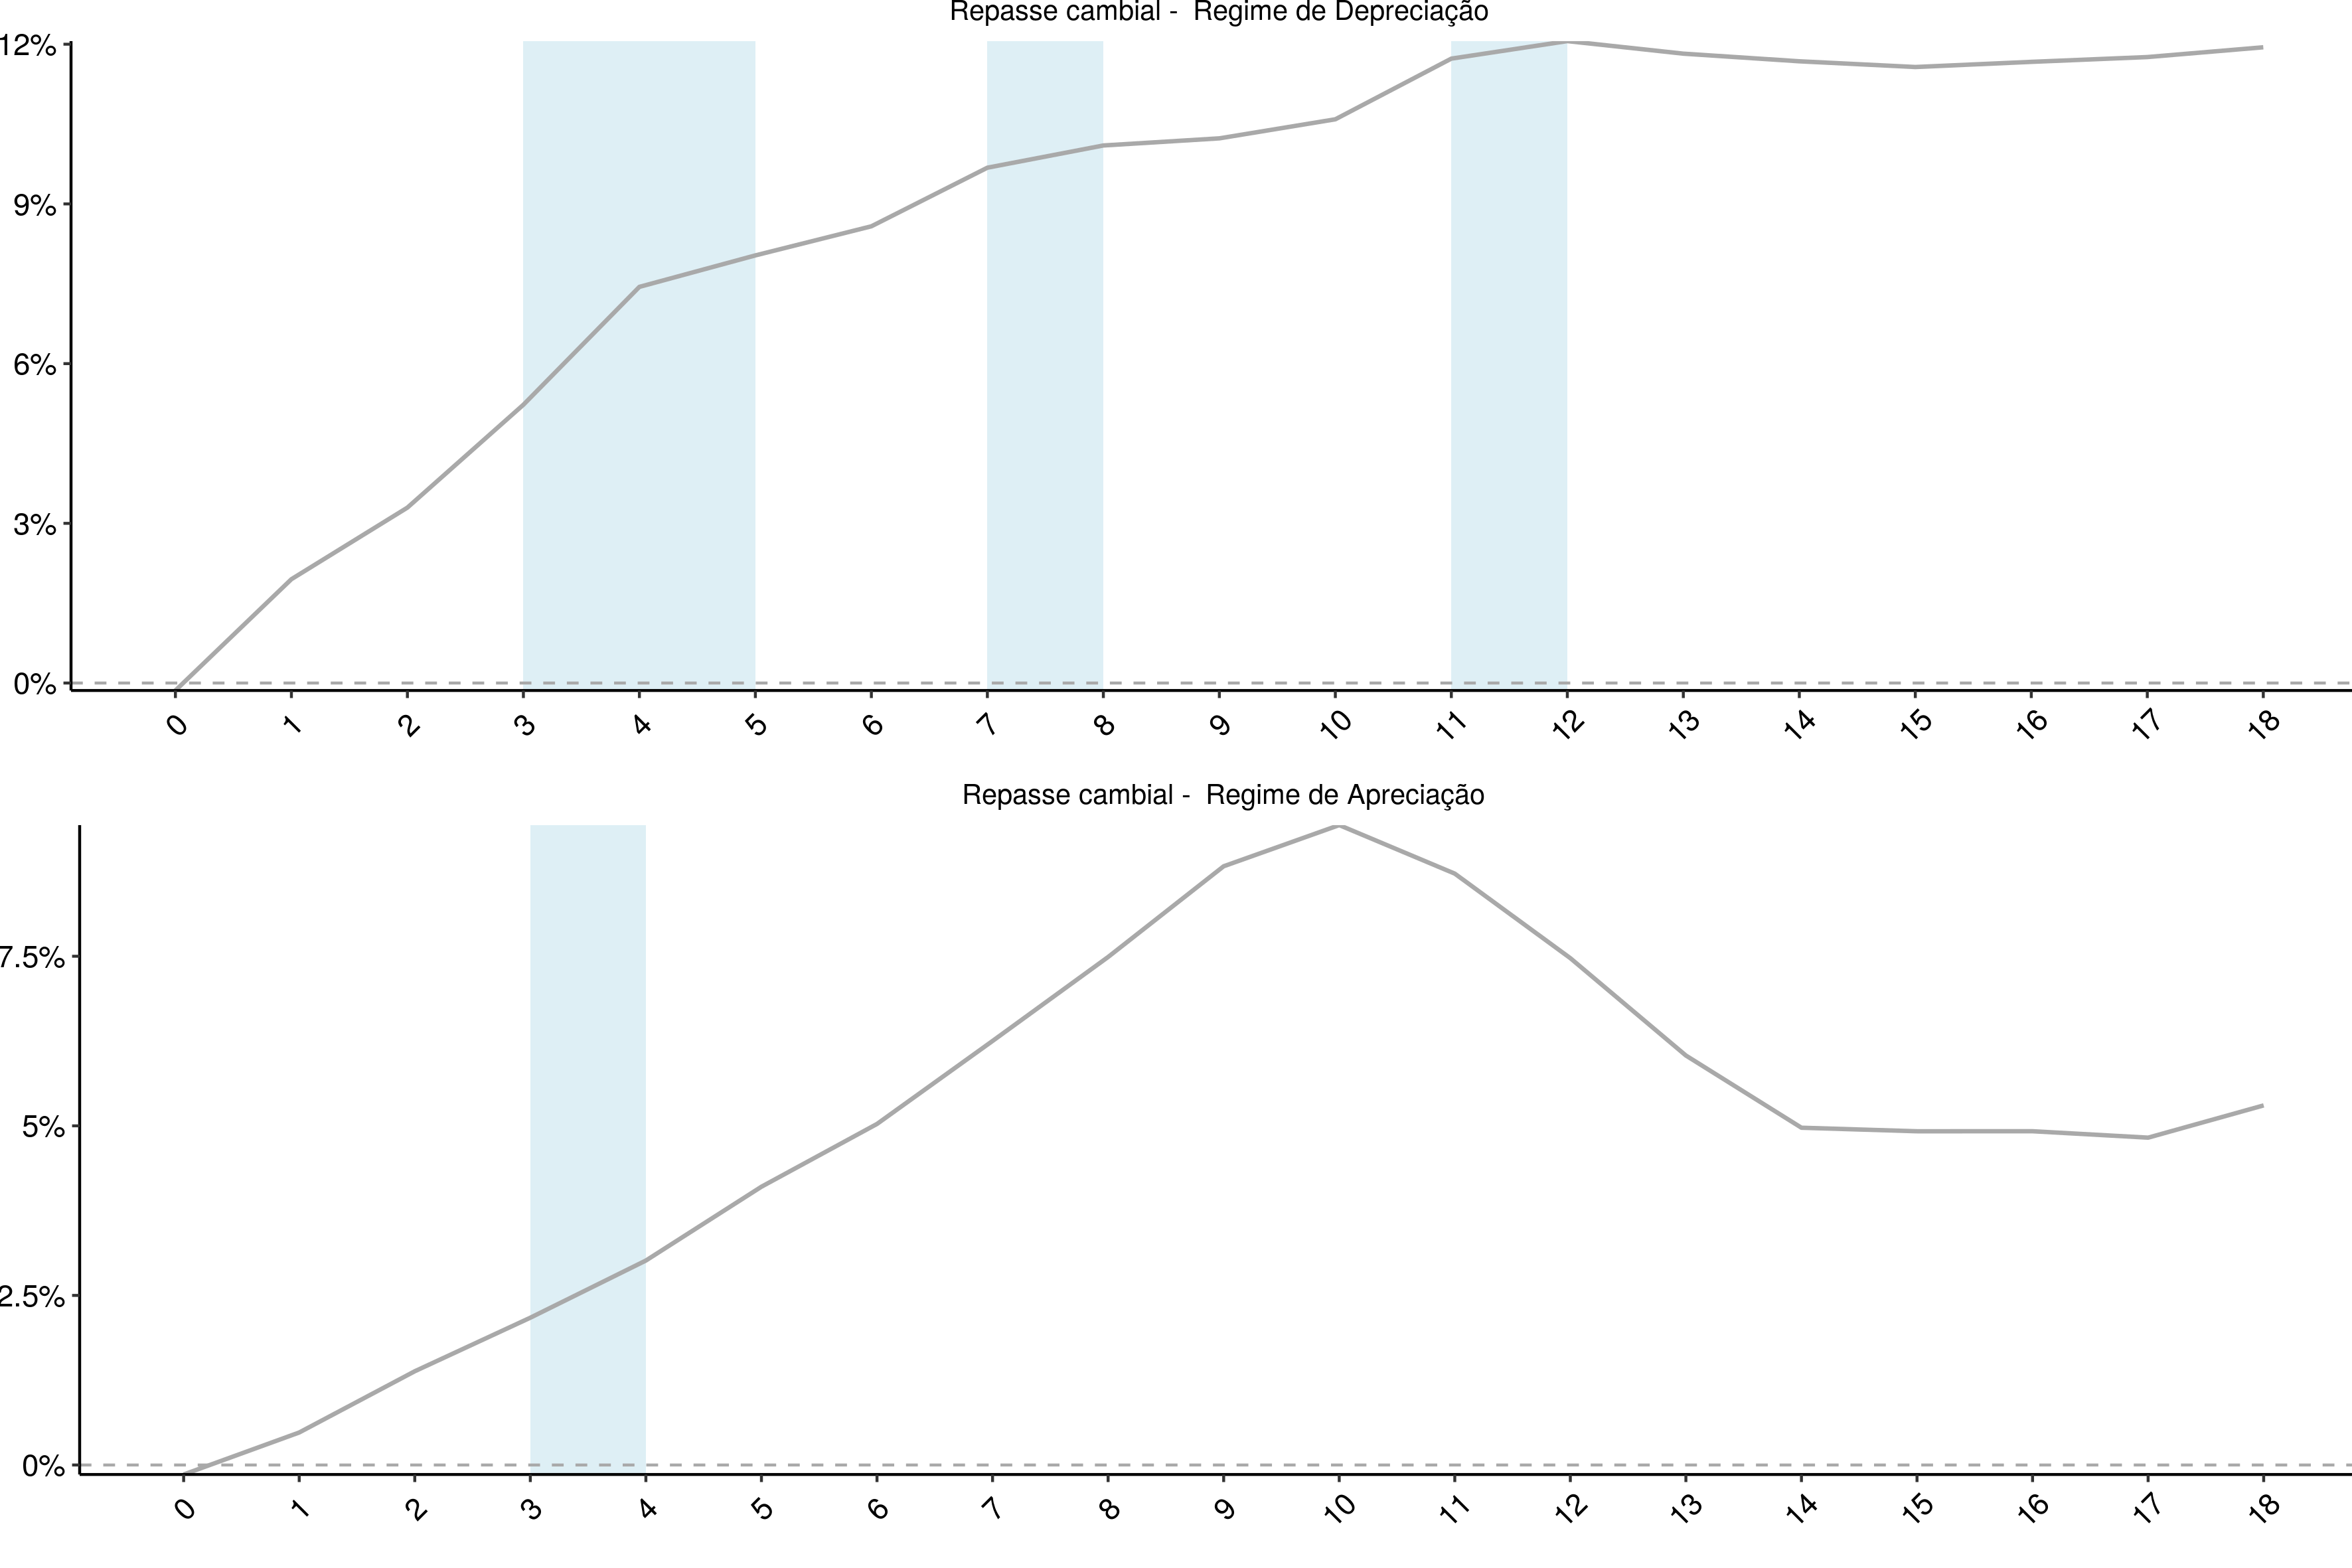 Repasse cambial -  Regime de Depreciação
12%
9%
6%
3%
0%
0 1 2 3 4 5 6 7 8 9 10 11 12 13 14 15 16 17 18
Repasse cambial -  Regime de Apreciação
7.5%
5%
2.5%
0%
0 1 2 3 4 5 6 7 8 9 10 11 12 13 14 15 16 17 18